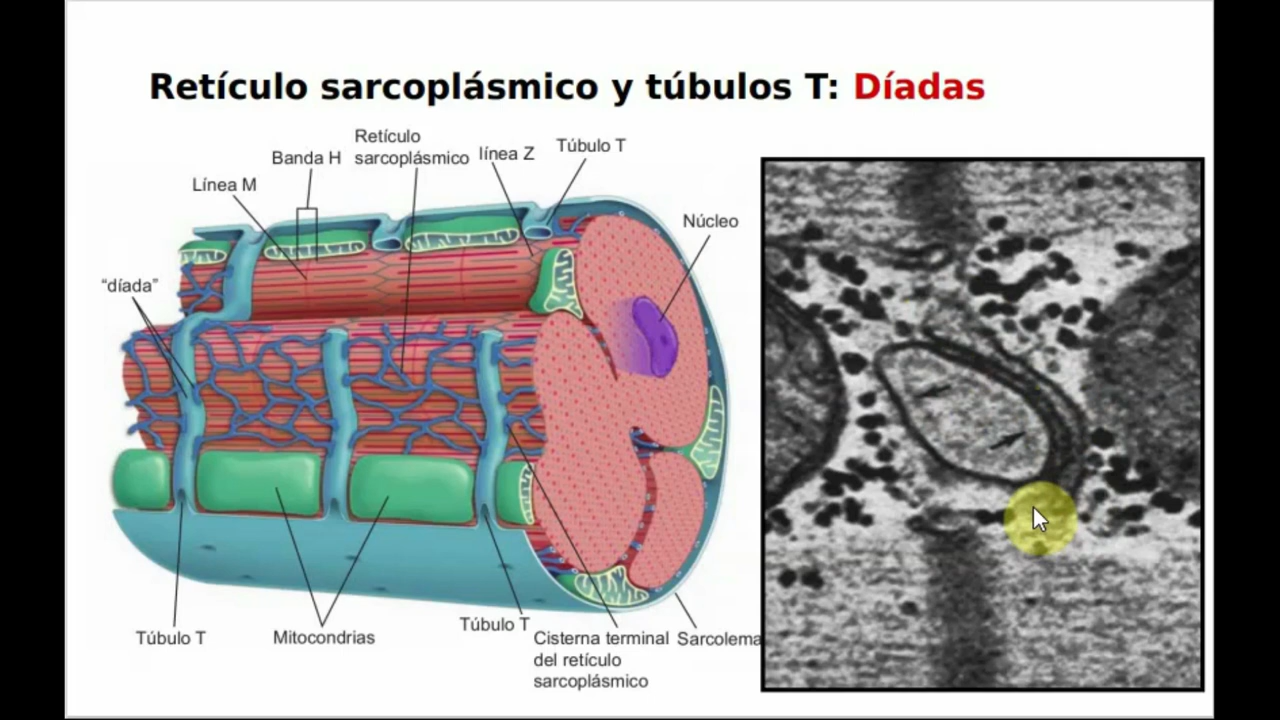 Retículo sarcoplásmico y túbulos T: Díadas
Retículo
sarcoplásmico
Banda H
línea Z
Túbulo T
Línea M
Núcleo
“díada”
Túbulo T
Mitocondrias
Túbulo T
Cisterna terminal
del retículo
sarcoplásmico
Sarcolema